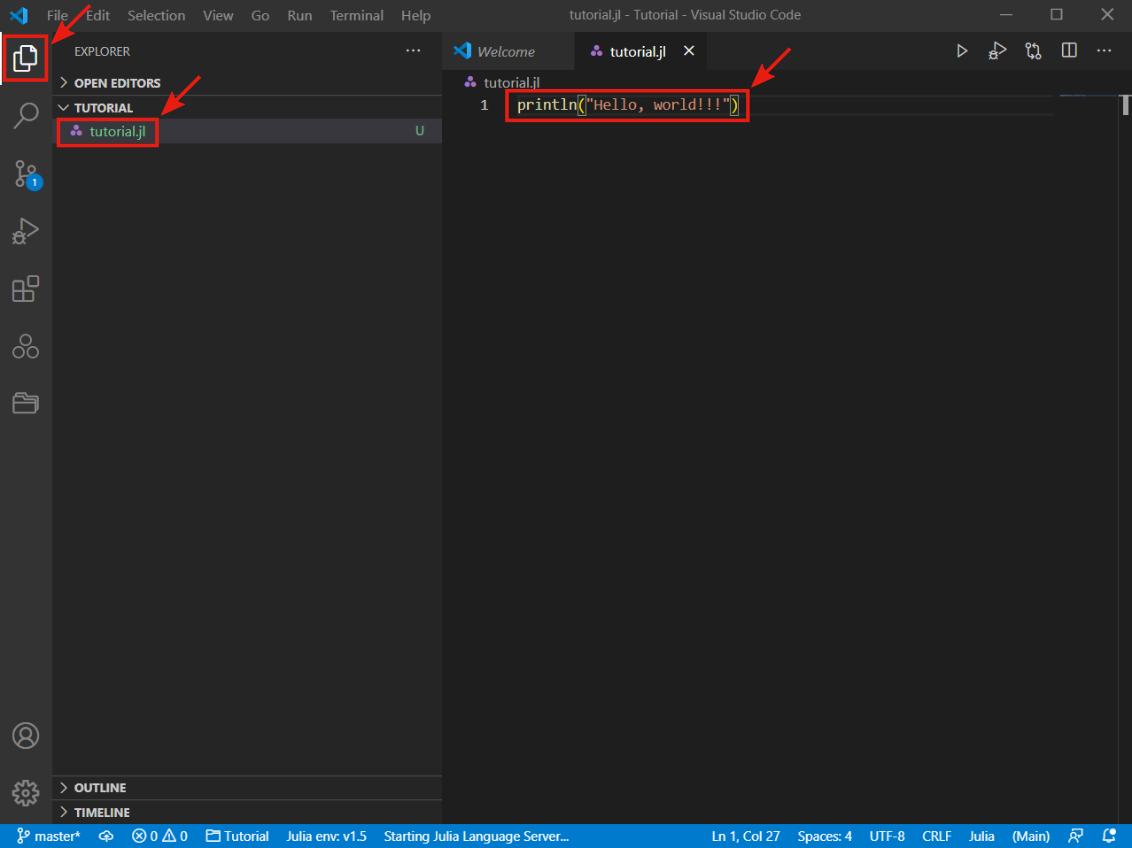 File Edit Selection View Go Run Terminal Help tutorial.jl - Tutorial - Visual Studio Code
EXPLORER
Welcome
tutorial.jl
OPEN EDITORS
tutorial.jl
TUTORIAL
1 println("Hello, world!!!")
tutorial.jl U
1
OUTLINE
TIMELINE
master* 0 0 Tutorial Julia env: v1.5 Starting Julia Language Server... Ln 1, Col 27 Spaces: 4 UTF-8 CRLF Julia (Main)